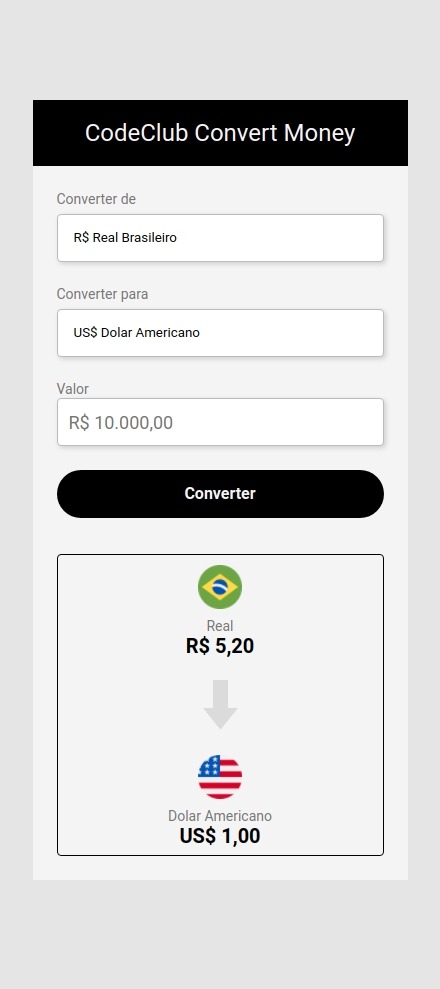 CodeClub Convert Money
Converter de
R$ Real Brasileiro
Converter para
US$ Dolar Americano
Valor
R$ 10.000,00
Converter
Real
R$ 5,20
Dolar Americano
US$ 1,00